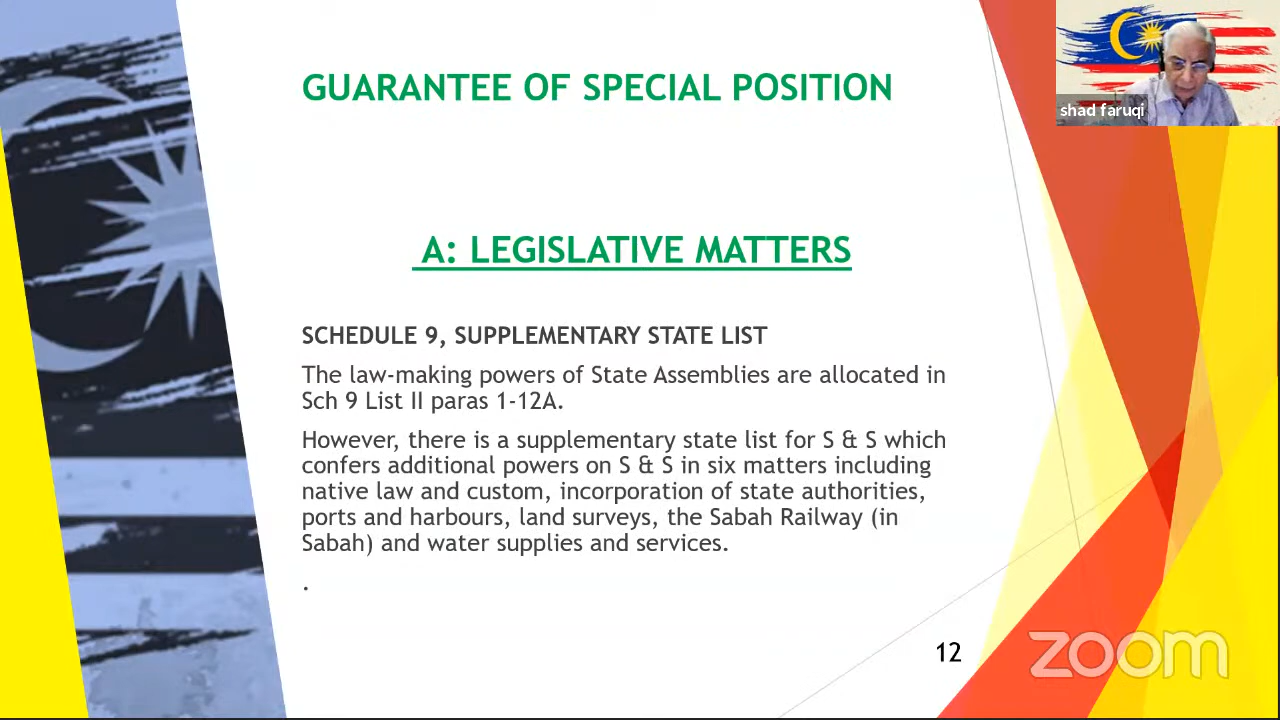 GUARANTEE OF SPECIAL POSITION
shad faruqi
A: LEGISLATIVE MATTERS
SCHEDULE 9, SUPPLEMENTARY STATE LIST
The law-making powers of State Assemblies are allocated in
Sch 9 List II paras 1-12A.
However, there is a supplementary state list for S & S which
confers additional powers on S & S in six matters including
native law and custom, incorporation of state authorities,
ports and harbours, land surveys, the Sabah Railway (in
Sabah) and water supplies and services.
.
12
zoom